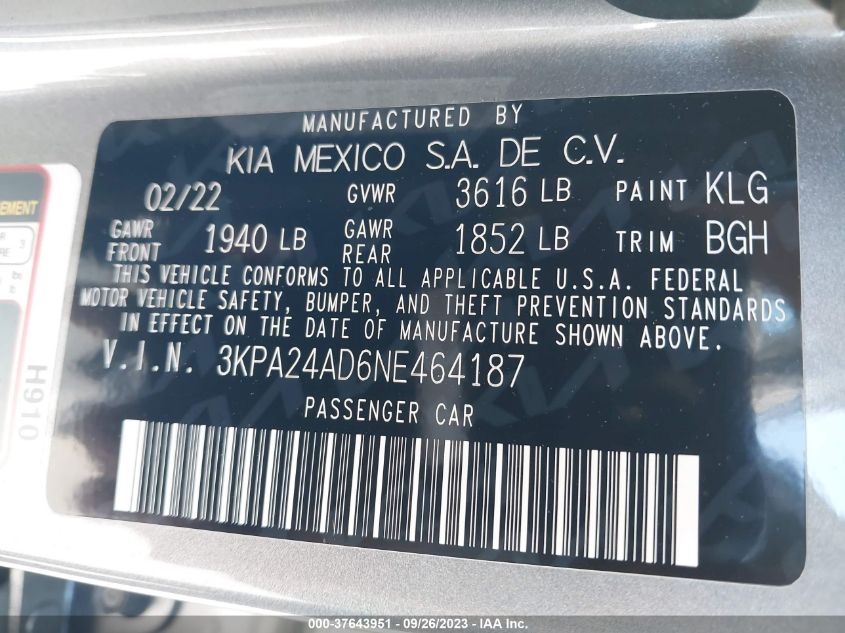 MANUFACTURED BY
KIA MEXICO S.A. DE C.V.
02/22 GVWR 3616 LB PAINT KLG
GAWR FRONT 1940 LB GAWR REAR 1852 LB TRIM BGH
THIS VEHICLE CONFORMS TO ALL APPLICABLE U.S.A. FEDERAL
MOTOR VEHICLE SAFETY, BUMPER, AND THEFT PREVENTION STANDARDS
IN EFFECT ON THE DATE OF MANUFACTURE SHOWN ABOVE.
V.I.N. 3KPA24AD6NE464187
PASSENGER CAR
H910
000-37643951 / 09/26/2023 - IAA Inc.